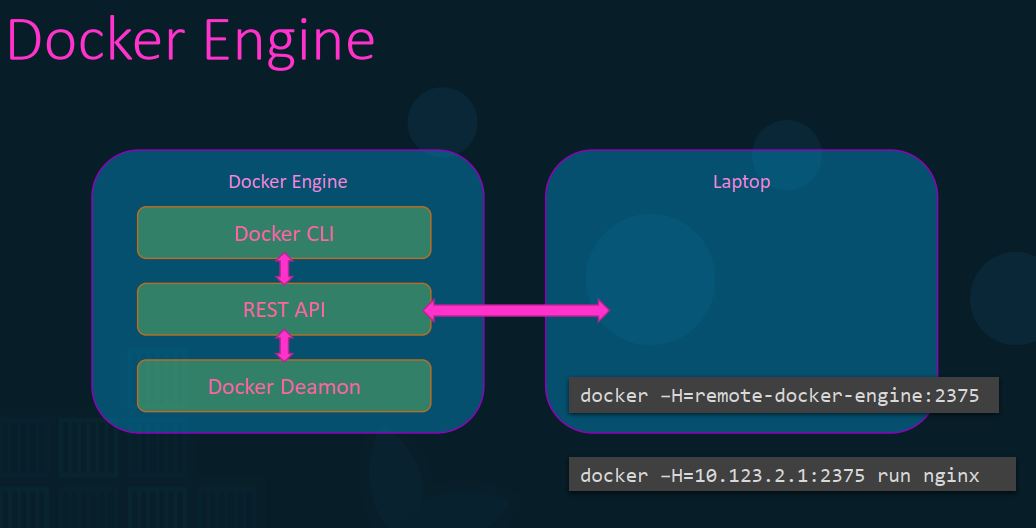 Docker Engine
Docker Engine
Docker CLI
REST API
Docker Deamon
Laptop
docker –H=remote-docker-engine:2375
docker –H=10.123.2.1:2375 run nginx